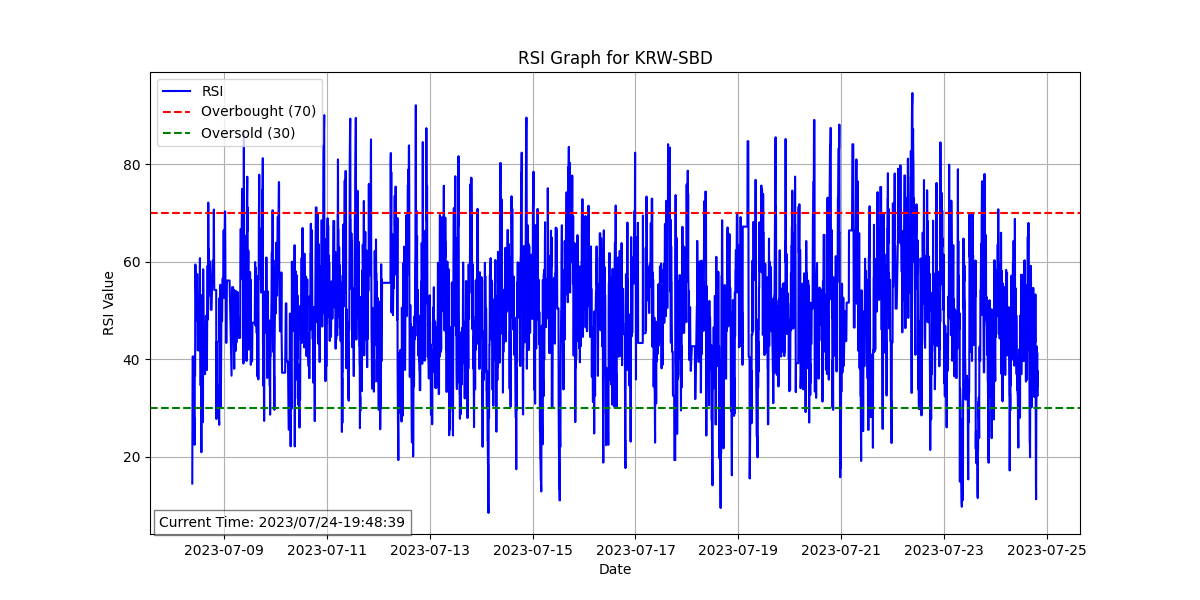 RSI Graph for KRW-SBD
RSI
Overbought (70)
Oversold (30)
RSI Value
80
60
40
20
Current Time: 2023/07/24-19:48:39
2023-07-09 2023-07-11 2023-07-13 2023-07-15 2023-07-17 2023-07-19 2023-07-21 2023-07-23 2023-07-25
Date